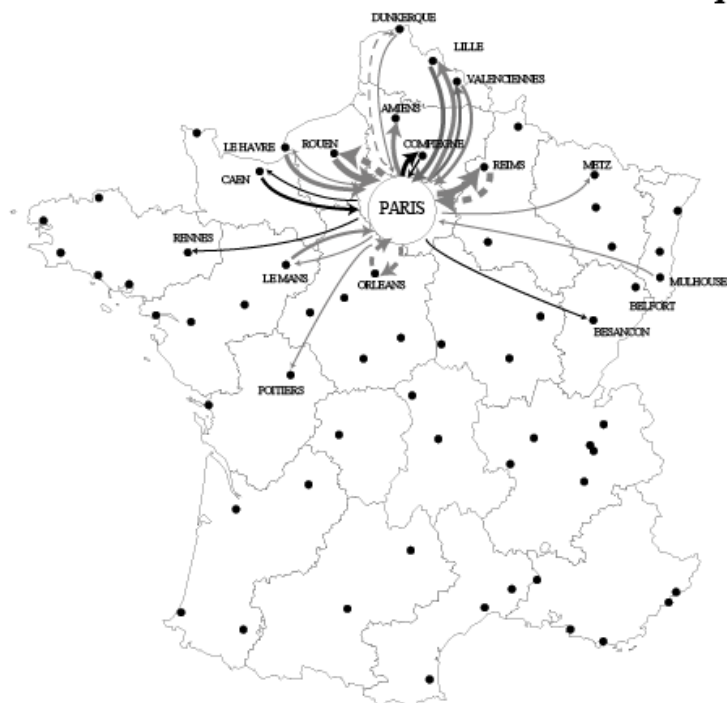 DUNKERQUE
LILLE
VALENCIENNES
AMIENS
LE HAVRE
ROUEN
COMPIEGNE
REIMS
METZ
CAEN
PARIS
RENNES
LE MANS
ORLEANS
MULHOUSE
BELFORT
BESANCON
POITIERS